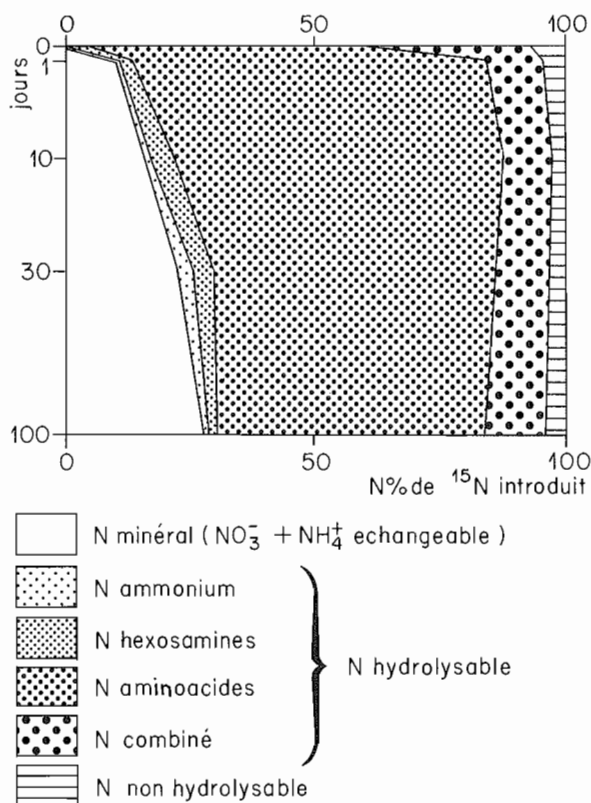 0 50 100
jours
0
1
10
30
100
0 50 100
N% de ¹⁵N introduit
N minéral ( NO₃⁻ + NH₄⁺ echangeable )
N ammonium
N hexosamines
N hydrolysable
N aminoacides
N combiné
N non hydrolysable